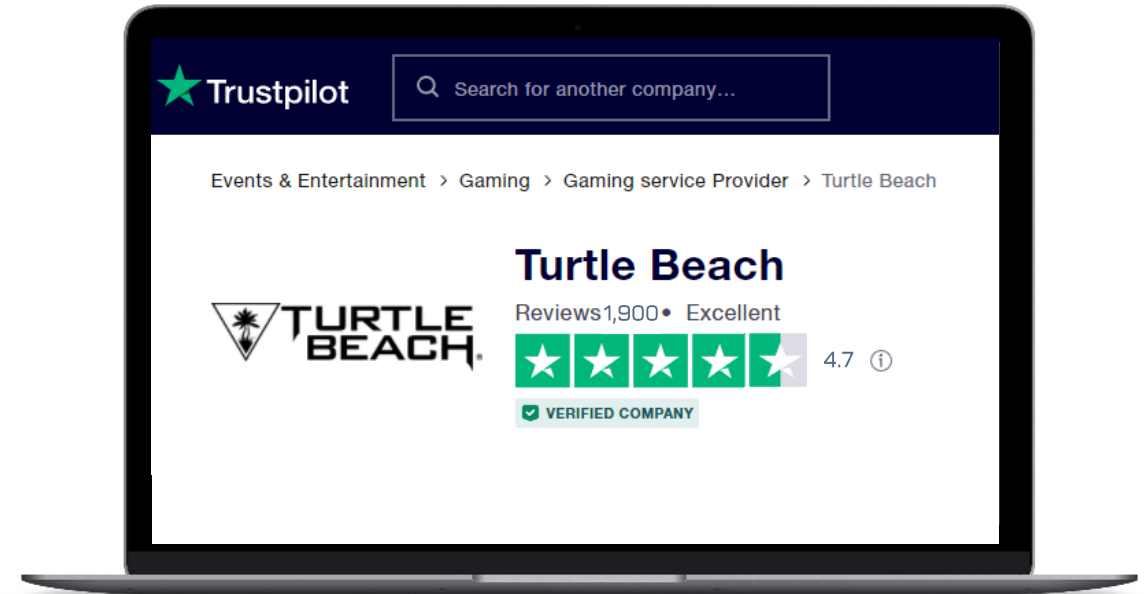 Trustpilot
Search for another company...
Events & Entertainment > Gaming > Gaming service Provider > Turtle Beach
Turtle Beach
TURTLE
BEACH.
Reviews1,900• Excellent
4.7
VERIFIED COMPANY